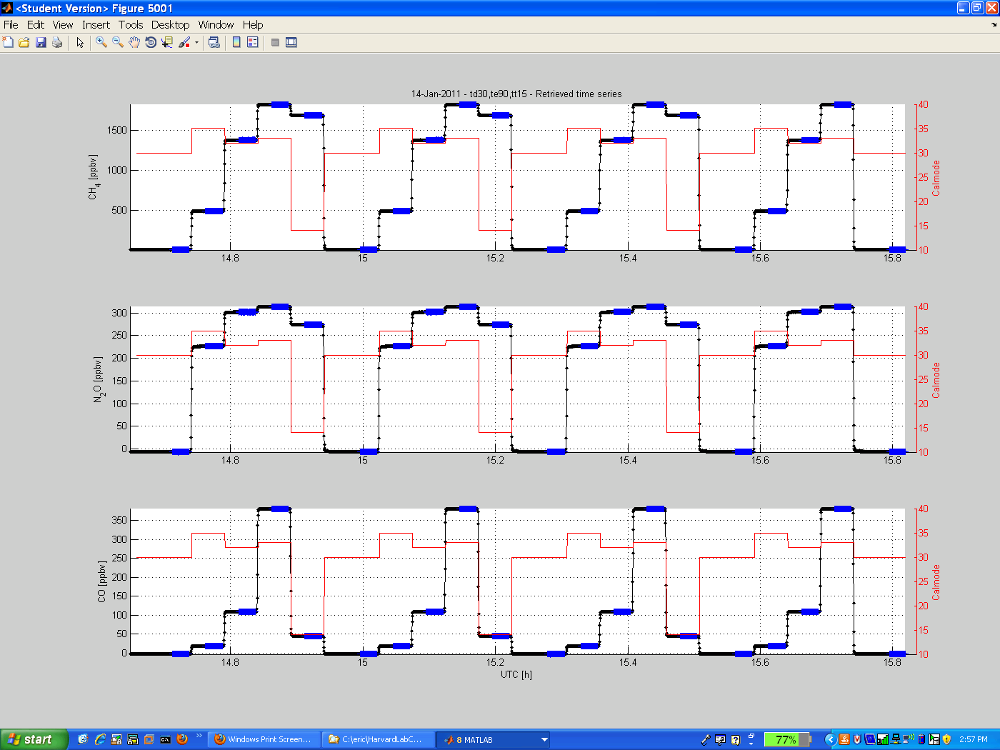 <Student Version> Figure 5001
File Edit View Insert Tools Desktop Window Help
14-Jan-2011 - td30,te90,tt15 - Retrieved time series
CH4 [ppbv]
1500
1000
500
14.8 15 15.2 15.4 15.6 15.8
40
35
30
25
20
15
10
Calmode
N2O [ppbv]
300
250
200
150
100
50
0
14.8 15 15.2 15.4 15.6 15.8
40
35
30
25
20
15
10
Calmode
CO [ppbv]
350
300
250
200
150
100
50
0
14.8 15 15.2 15.4 15.6 15.8
40
35
30
25
20
15
10
Calmode
UTC [h]
start
Windows Print Screen...
C:\eric\HarvardLabC...
8 MATLAB
77%
2:57 PM